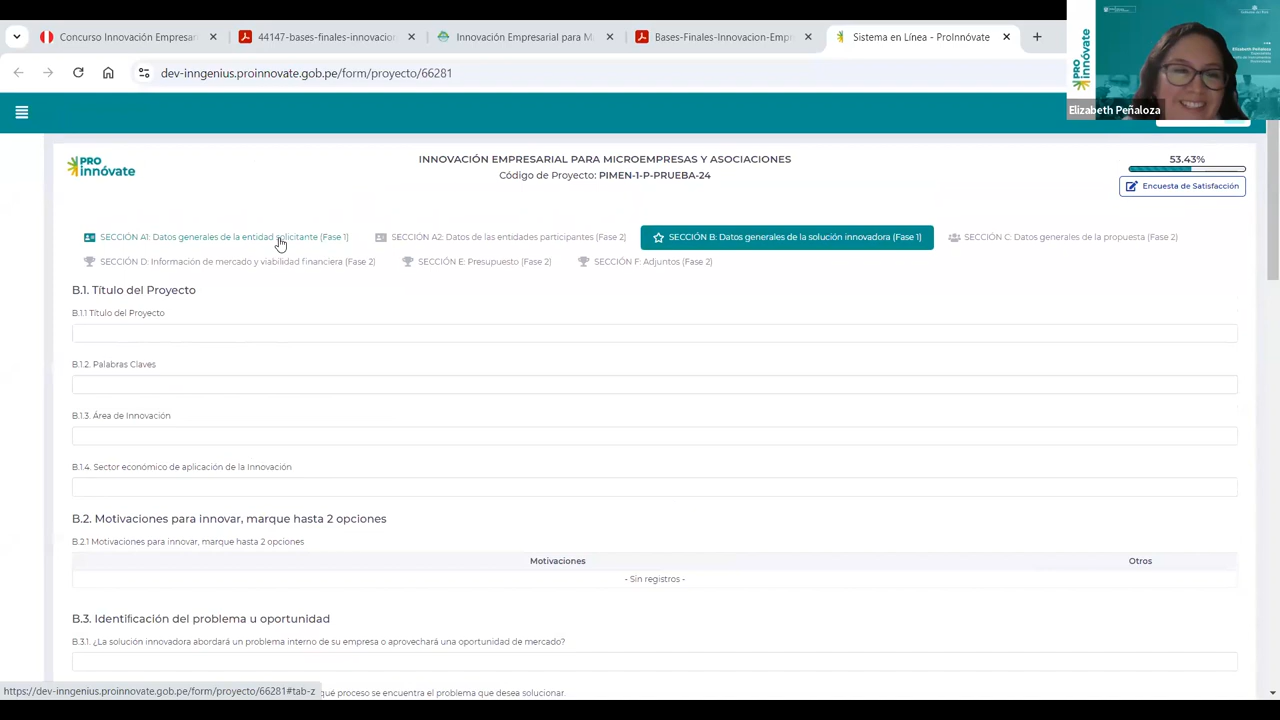 Concurso Innovación Empresari
44147-bases-finales-innovacion
Innovación Empresarial para M
Bases-Finales-Innovacion-Empr
Sistema en Línea - ProInnóvate
dev-inngenius.proinnovate.gob.pe/form/proyecto/66281
PRO innóvate
Elizabeth Peñaloza
Elizabeth Peñaloza
PRO
innóvate
INNOVACIÓN EMPRESARIAL PARA MICROEMPRESAS Y ASOCIACIONES
Código de Proyecto: PIMEN-1-P-PRUEBA-24
53.43%
Encuesta de Satisfacción
SECCIÓN A1: Datos generales de la entidad solicitante (Fase 1)
SECCIÓN A2: Datos de las entidades participantes (Fase 2)
SECCIÓN B: Datos generales de la solución innovadora (Fase 1)
SECCIÓN C: Datos generales de la propuesta (Fase 2)
SECCIÓN D: Información de mercado y viabilidad financiera (Fase 2)
SECCIÓN E: Presupuesto (Fase 2)
SECCIÓN F: Adjuntos (Fase 2)
B.1. Título del Proyecto
B.1.1 Título del Proyecto
B.1.2. Palabras Claves
B.1.3. Área de Innovación
B.1.4. Sector económico de aplicación de la Innovación
B.2. Motivaciones para innovar, marque hasta 2 opciones
B.2.1 Motivaciones para innovar, marque hasta 2 opciones
Motivaciones
Otros
- Sin registros -
B.3. Identificación del problema u oportunidad
B.3.1. ¿La solución innovadora abordará un problema interno de su empresa o aprovechará una oportunidad de mercado?
https://dev-inngenius.proinnovate.gob.pe/form/proyecto/66281#tab-z
qué proceso se encuentra el problema que desea solucionar.